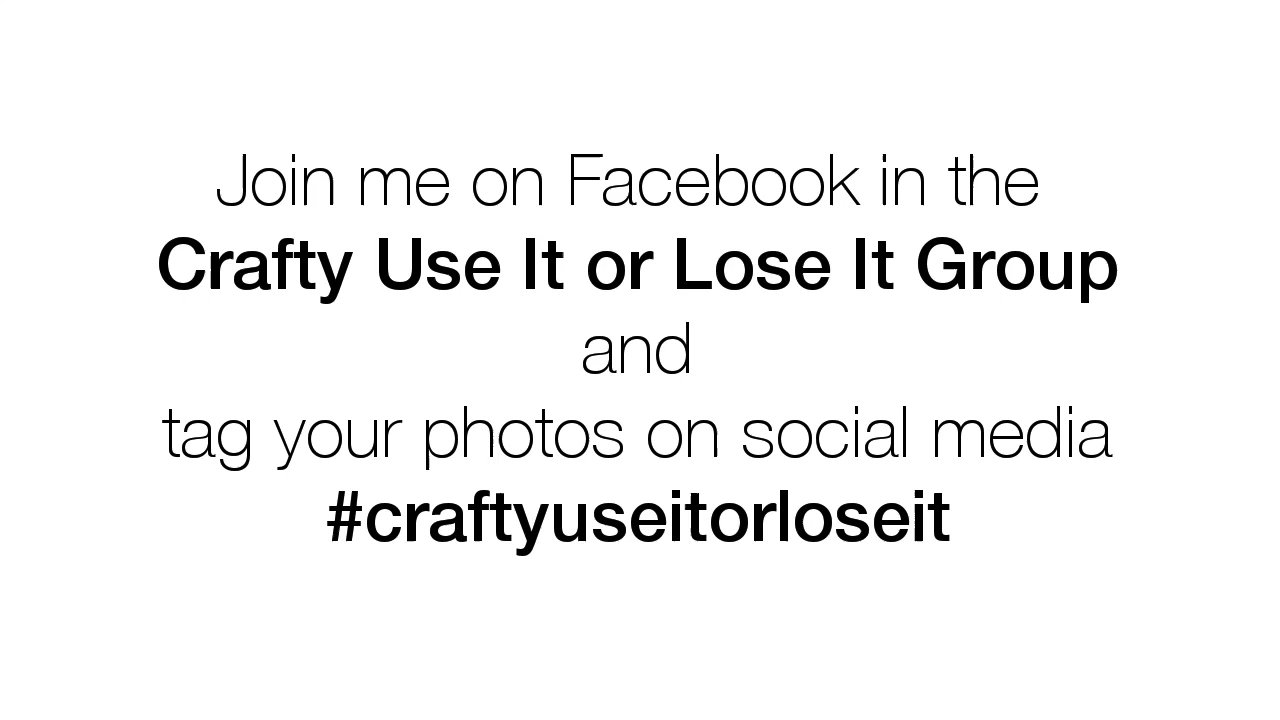 Join me on Facebook in the
Crafty Use It or Lose It Group
and
tag your photos on social media
#craftyuseitorloseit